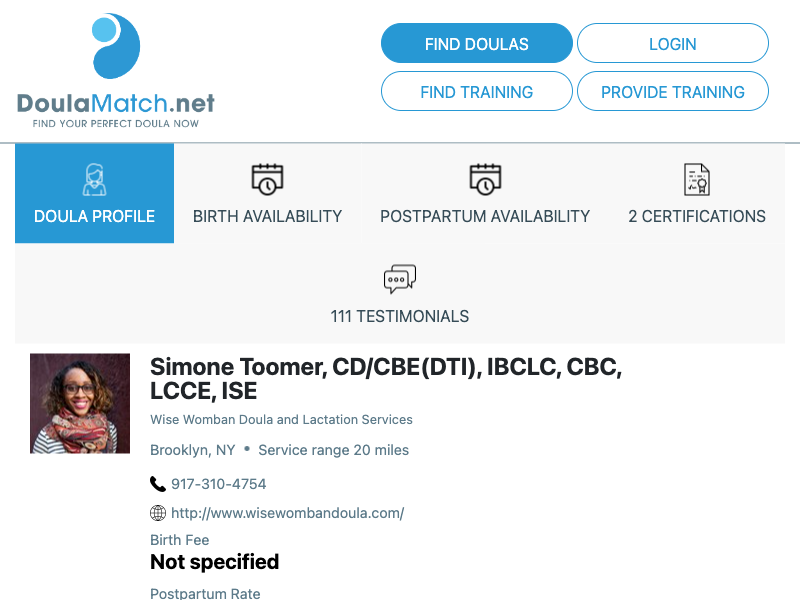 DoulaMatch.net
FIND YOUR PERFECT DOULA NOW
FIND DOULAS
LOGIN
FIND TRAINING
PROVIDE TRAINING
DOULA PROFILE
BIRTH AVAILABILITY
POSTPARTUM AVAILABILITY
2 CERTIFICATIONS
111 TESTIMONIALS
Simone Toomer, CD/CBE(DTI), IBCLC, CBC,
LCCE, ISE
Wise Womban Doula and Lactation Services
Brooklyn, NY • Service range 20 miles
917-310-4754
http://www.wisewombandoula.com/
Birth Fee
Not specified
Postpartum Rate